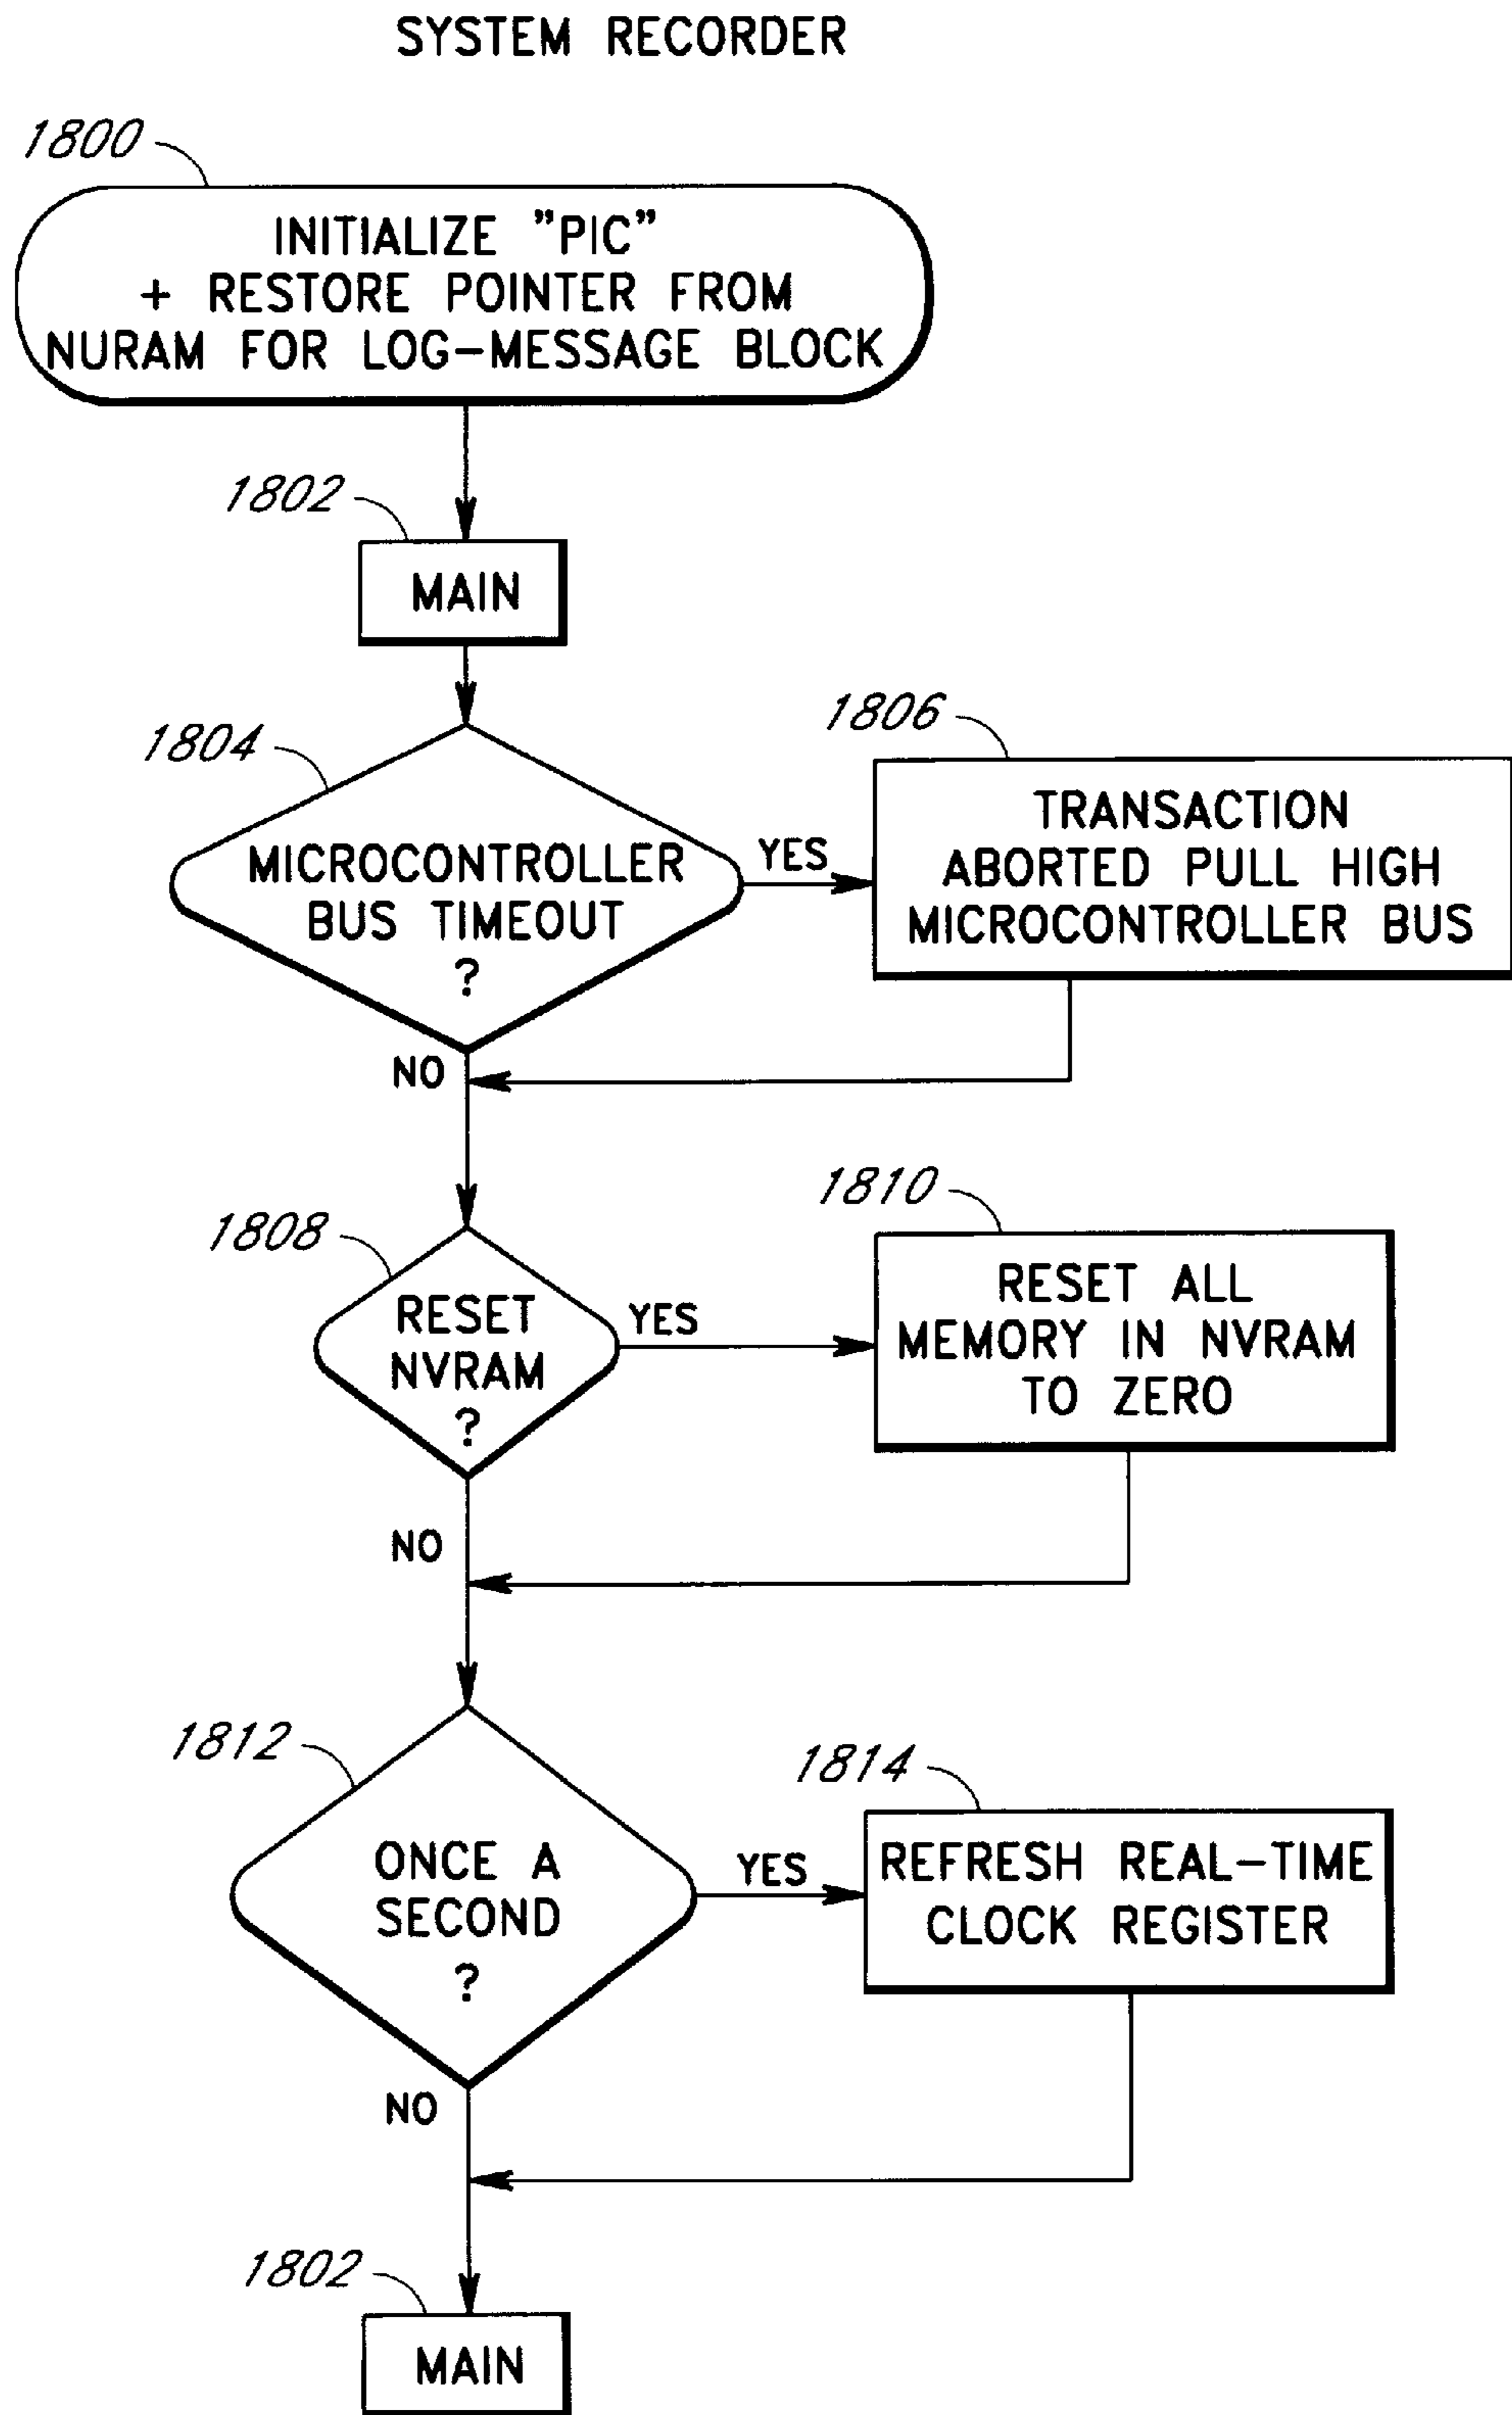 SYSTEM RECORDER
1800
INITIALIZE "PIC"
+ RESTORE POINTER FROM
NURAM FOR LOG-MESSAGE BLOCK
1802
MAIN
1804
MICROCONTROLLER
BUS TIMEOUT
?
YES
1806
TRANSACTION
ABORTED PULL HIGH
MICROCONTROLLER BUS
NO
1808
RESET
NVRAM
?
YES
1810
RESET ALL
MEMORY IN NVRAM
TO ZERO
NO
1812
ONCE A
SECOND
?
YES
1814
REFRESH REAL-TIME
CLOCK REGISTER
NO
1802
MAIN